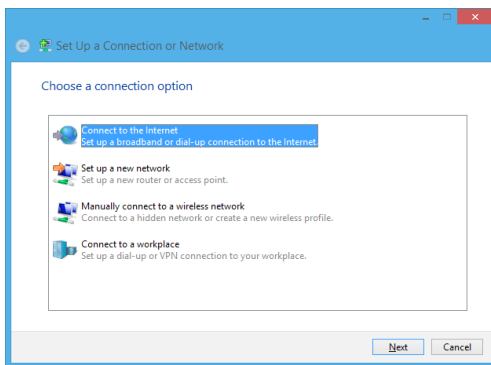 Set Up a Connection or Network
Choose a connection option
Connect to the Internet
Set up a broadband or dial-up connection to the Internet.
Set up a new network
Set up a new router or access point.
Manually connect to a wireless network
Connect to a hidden network or create a new wireless profile.
Connect to a workplace
Set up a dial-up or VPN connection to your workplace.
Next Cancel